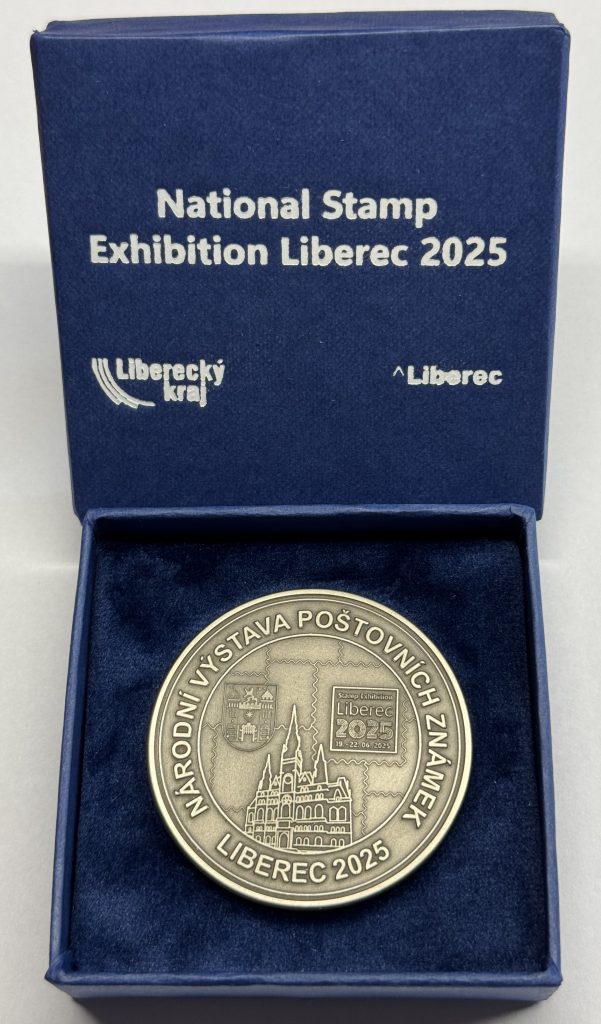 National Stamp
Exhibition Liberec 2025
Liberecký
kraj
^Liberec
NÁRODNÍ VÝSTAVA POŠTOVNÍCH ZNÁMEK
Stamp Exhibition
Liberec
2025
19. - 22. 06. 2025
LIBEREC 2025